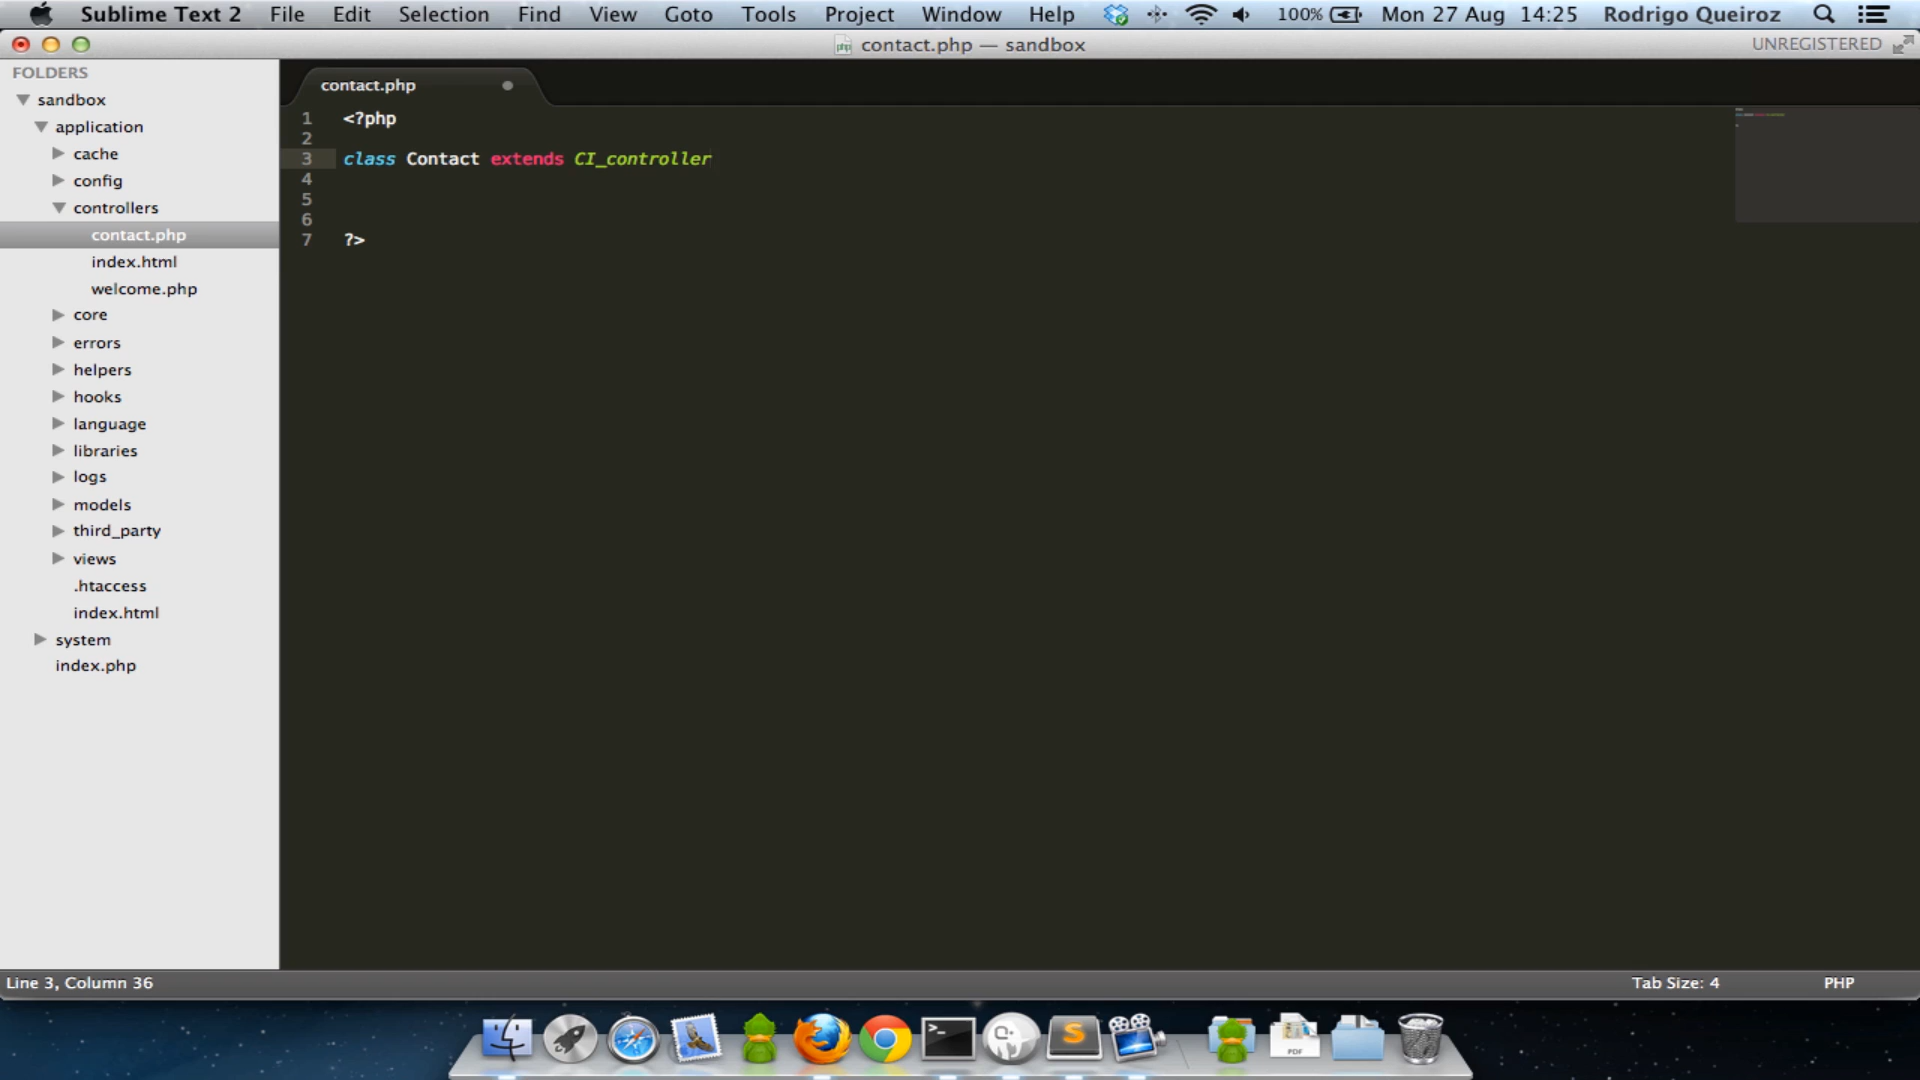 Sublime Text 2 File Edit Selection Find View Goto Tools Project Window Help 100% Mon 27 Aug 14:25 Rodrigo Queiroz
contact.php — sandbox UNREGISTERED
FOLDERS
sandbox
application
cache
config
controllers
contact.php
index.html
welcome.php
core
errors
helpers
hooks
language
libraries
logs
models
third_party
views
.htaccess
index.html
system
index.php
contact.php
1 <?php
2
3 class Contact extends CI_controller
4
5
6
7 ?>
Line 3, Column 36 Tab Size: 4 PHP
PDF